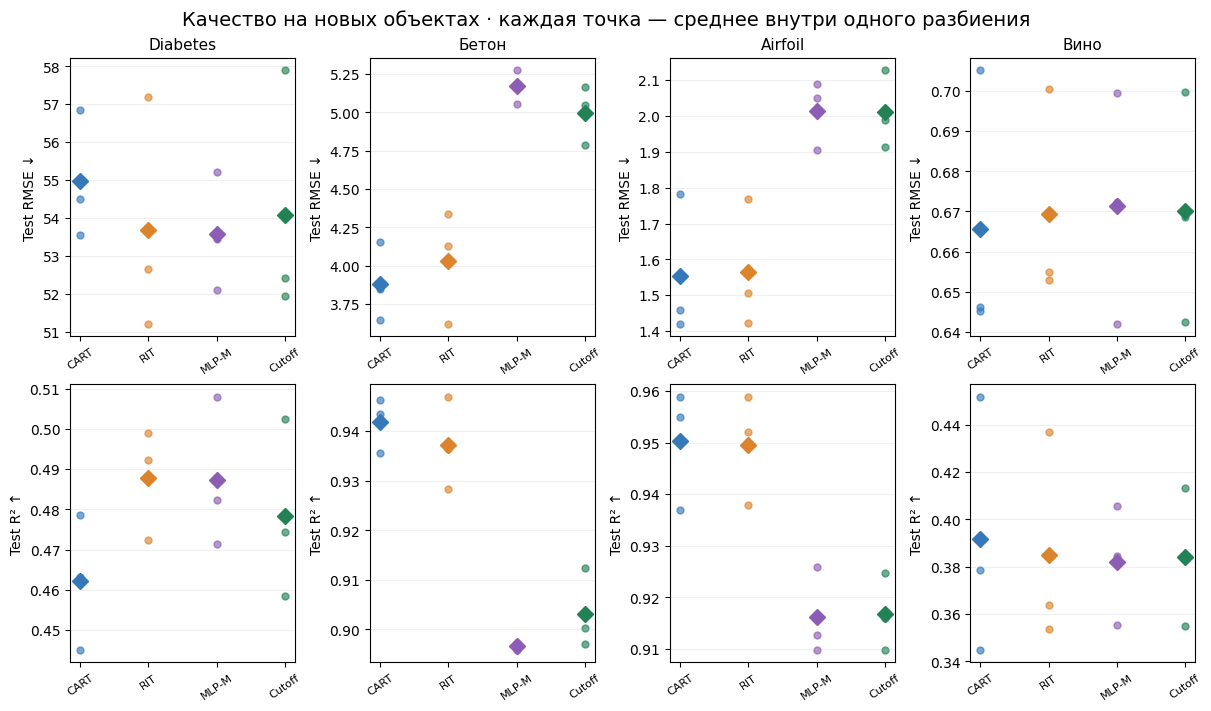 Качество на новых объектах · каждая точка — среднее внутри одного разбиения
Diabetes
Бетон
Airfoil
Вино
Test RMSE ↓
58
57
56
55
54
53
52
51
CART
RIT
MLP-M
Cutoff
Test RMSE ↓
5.25
5.00
4.75
4.50
4.25
4.00
3.75
CART
RIT
MLP-M
Cutoff
Test RMSE ↓
2.1
2.0
1.9
1.8
1.7
1.6
1.5
1.4
CART
RIT
MLP-M
Cutoff
Test RMSE ↓
0.70
0.69
0.68
0.67
0.66
0.65
0.64
CART
RIT
MLP-M
Cutoff
Test R² ↑
0.51
0.50
0.49
0.48
0.47
0.46
0.45
CART
RIT
MLP-M
Cutoff
Test R² ↑
0.94
0.93
0.92
0.91
0.90
CART
RIT
MLP-M
Cutoff
Test R² ↑
0.96
0.95
0.94
0.93
0.92
0.91
CART
RIT
MLP-M
Cutoff
Test R² ↑
0.44
0.42
0.40
0.38
0.36
0.34
CART
RIT
MLP-M
Cutoff